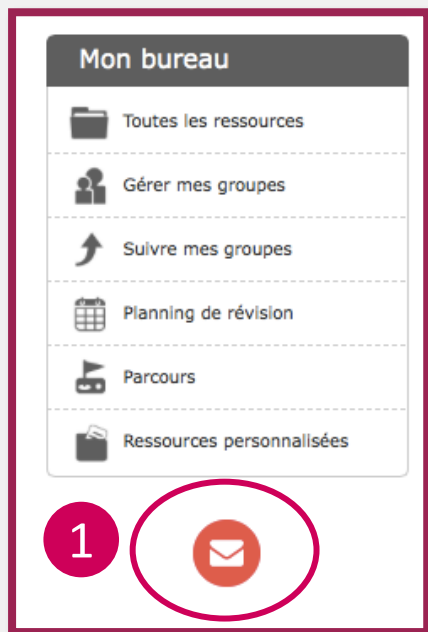 Mon bureau
Toutes les ressources
Gérer mes groupes
Suivre mes groupes
Planning de révision
Parcours
Ressources personnalisées
1